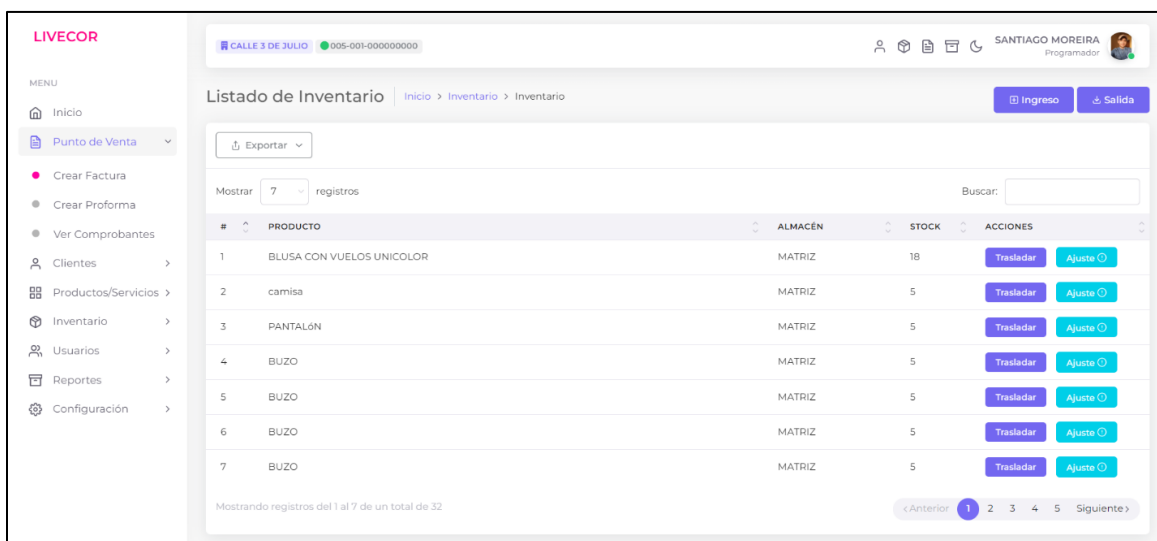 LIVECOR
CALLE 3 DE JULIO 005-001-000000000
SANTIAGO MOREIRA
Programador
MENU
Inicio
Punto de Venta
Crear Factura
Crear Proforma
Ver Comprobantes
Clientes
Productos/Servicios
Inventario
Usuarios
Reportes
Configuración
Listado de Inventario Inicio > Inventario > Inventario
Ingreso Salida
Exportar
Mostrar 7 registros Buscar:
# PRODUCTO ALMACÉN STOCK ACCIONES
1 BLUSA CON VUELOS UNICOLOR MATRIZ 18 Trasladar Ajuste
2 camisa MATRIZ 5 Trasladar Ajuste
3 PANTALóN MATRIZ 5 Trasladar Ajuste
4 BUZO MATRIZ 5 Trasladar Ajuste
5 BUZO MATRIZ 5 Trasladar Ajuste
6 BUZO MATRIZ 5 Trasladar Ajuste
7 BUZO MATRIZ 5 Trasladar Ajuste
Mostrando registros del 1 al 7 de un total de 32
< Anterior 1 2 3 4 5 Siguiente >